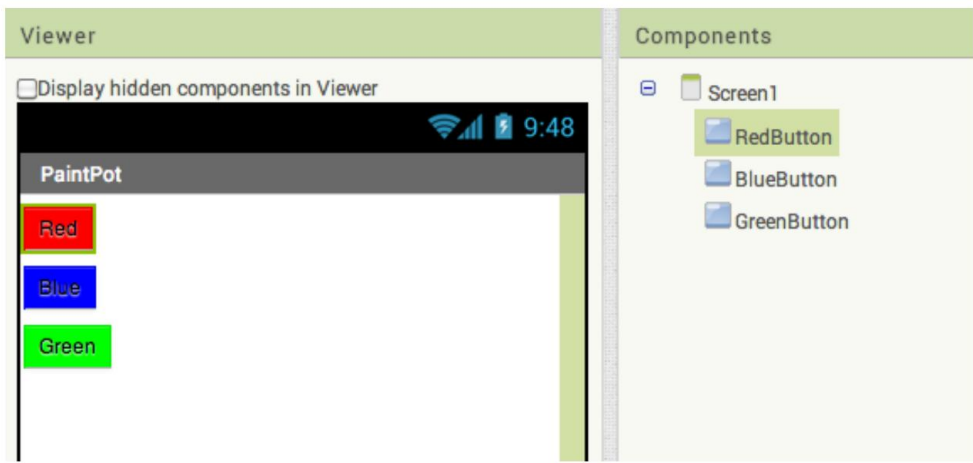 Viewer
Display hidden components in Viewer
9:48
PaintPot
Red
Blue
Green
Components
Screen1
RedButton
BlueButton
GreenButton